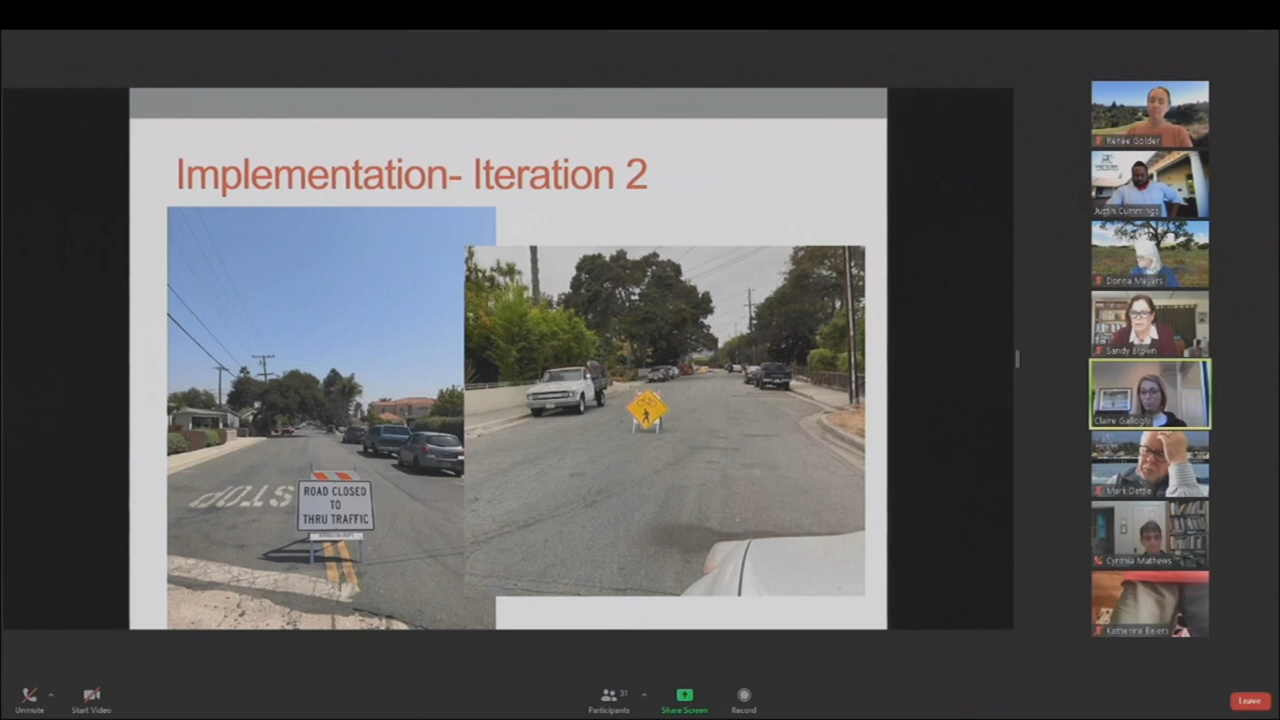 Implementation- Iteration 2
STOP
ROAD CLOSED
TO
THRU TRAFFIC
Renee Golder
Justin Cummings
Donna Meyers
Sandy Brown
Claire Gallogly
Mark Dettle
Cynthia Mathews
Katherine Beiers
Unmute
Start Video
Participants
31
Share Screen
Record
Leave